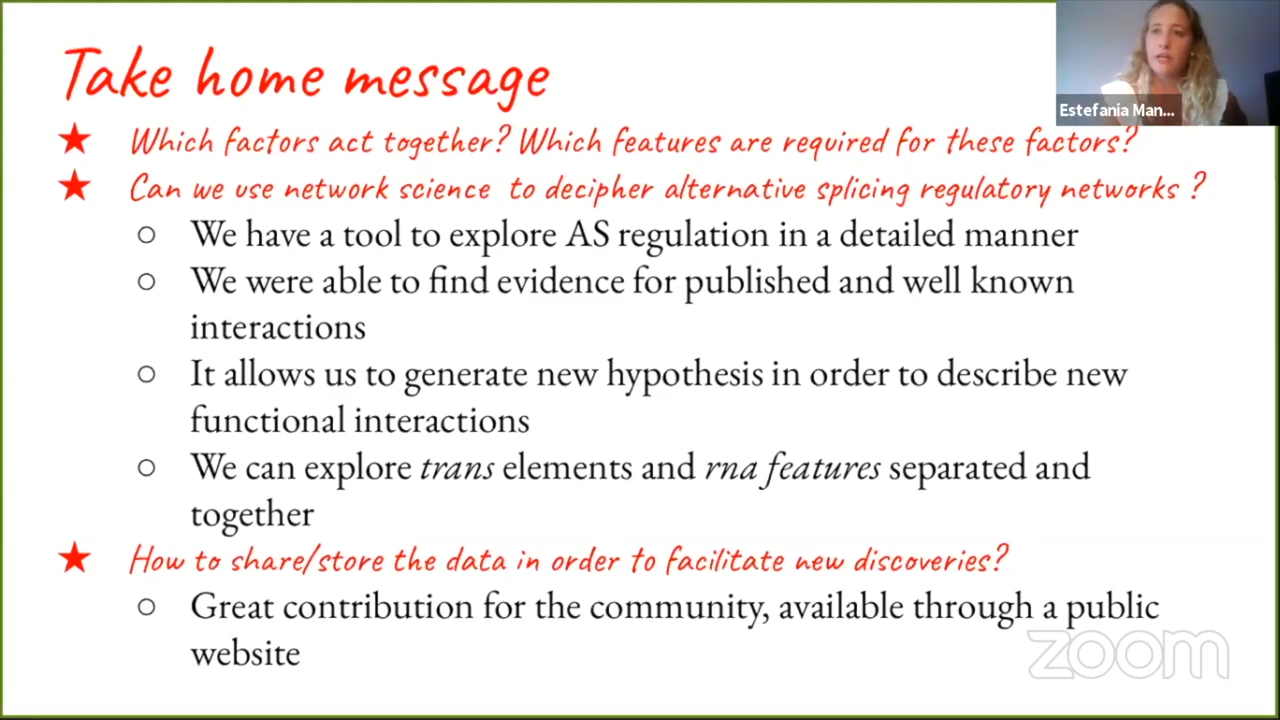 Take home message
Estefania Man...
★ Which factors act together? Which features are required for these factors?
★ Can we use network science to decipher alternative splicing regulatory networks ?
○ We have a tool to explore AS regulation in a detailed manner
○ We were able to find evidence for published and well known
interactions
○ It allows us to generate new hypothesis in order to describe new
functional interactions
○ We can explore trans elements and rna features separated and
together
★ How to share/store the data in order to facilitate new discoveries?
○ Great contribution for the community, available through a public
website
zoom